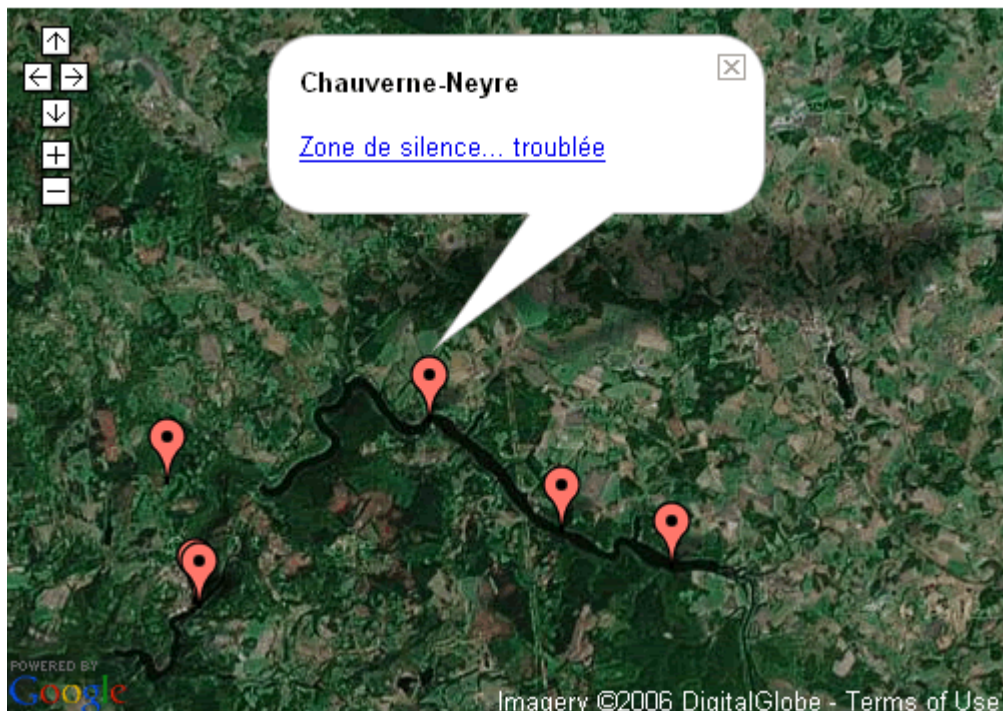 Chauverne-Neyre
Zone de silence... troublée
POWERED BY
Google
Imagery ©2006 DigitalGlobe - Terms of Use